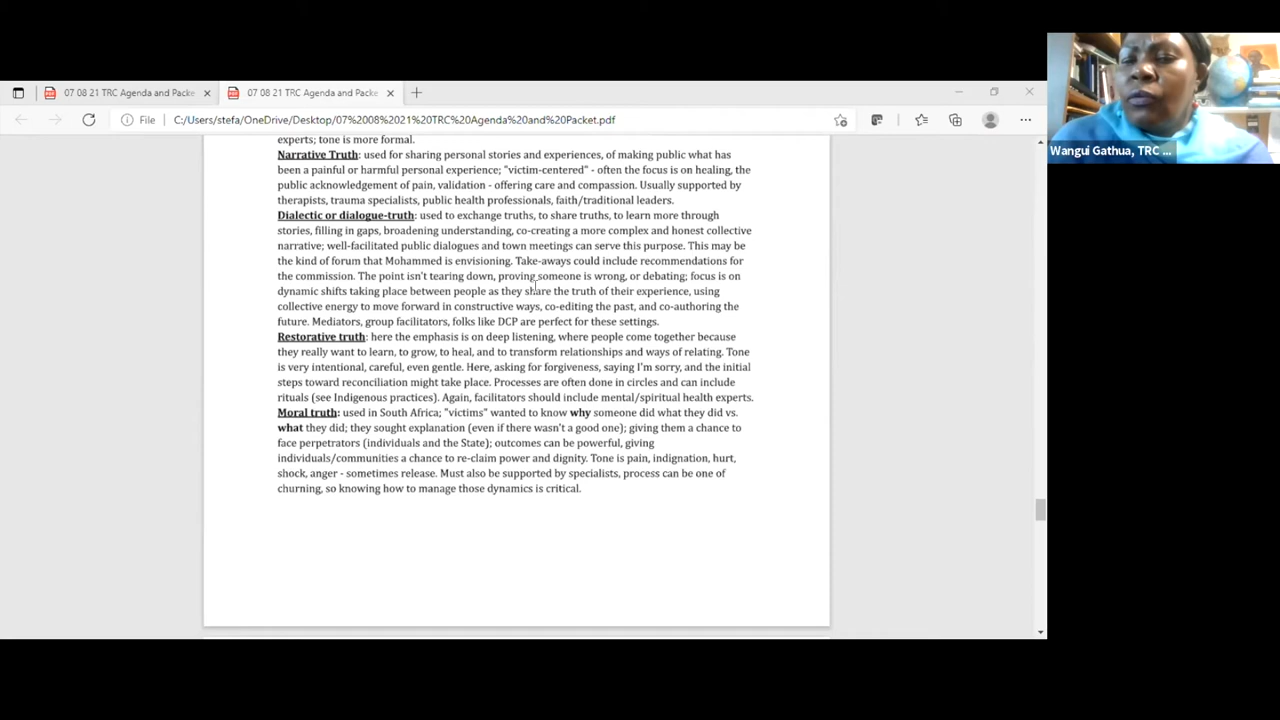 07 08 21 TRC Agenda and Packe
07 08 21 TRC Agenda and Packe
File
C:/Users/stefa/OneDrive/Desktop/07%2008%2021%20TRC%20Agenda%20and%20Packet.pdf
experts; tone is more formal.
Narrative Truth: used for sharing personal stories and experiences, of making public what has
been a painful or harmful personal experience; "victim-centered" - often the focus is on healing, the
public acknowledgement of pain, validation - offering care and compassion. Usually supported by
therapists, trauma specialists, public health professionals, faith/traditional leaders.
Dialectic or dialogue-truth: used to exchange truths, to share truths, to learn more through
stories, filling in gaps, broadening understanding, co-creating a more complex and honest collective
narrative; well-facilitated public dialogues and town meetings can serve this purpose. This may be
the kind of forum that Mohammed is envisioning. Take-aways could include recommendations for
the commission. The point isn't tearing down, proving someone is wrong, or debating; focus is on
dynamic shifts taking place between people as they share the truth of their experience, using
collective energy to move forward in constructive ways, co-editing the past, and co-authoring the
future. Mediators, group facilitators, folks like DCP are perfect for these settings.
Restorative truth: here the emphasis is on deep listening, where people come together because
they really want to learn, to grow, to heal, and to transform relationships and ways of relating. Tone
is very intentional, careful, even gentle. Here, asking for forgiveness, saying I'm sorry, and the initial
steps toward reconciliation might take place. Processes are often done in circles and can include
rituals (see Indigenous practices). Again, facilitators should include mental/spiritual health experts.
Moral truth: used in South Africa; "victims" wanted to know why someone did what they did vs.
what they did; they sought explanation (even if there wasn't a good one); giving them a chance to
face perpetrators (individuals and the State); outcomes can be powerful, giving
individuals/communities a chance to re-claim power and dignity. Tone is pain, indignation, hurt,
shock, anger - sometimes release. Must also be supported by specialists, process can be one of
churning, so knowing how to manage those dynamics is critical.
Wangui Gathua, TRC ...